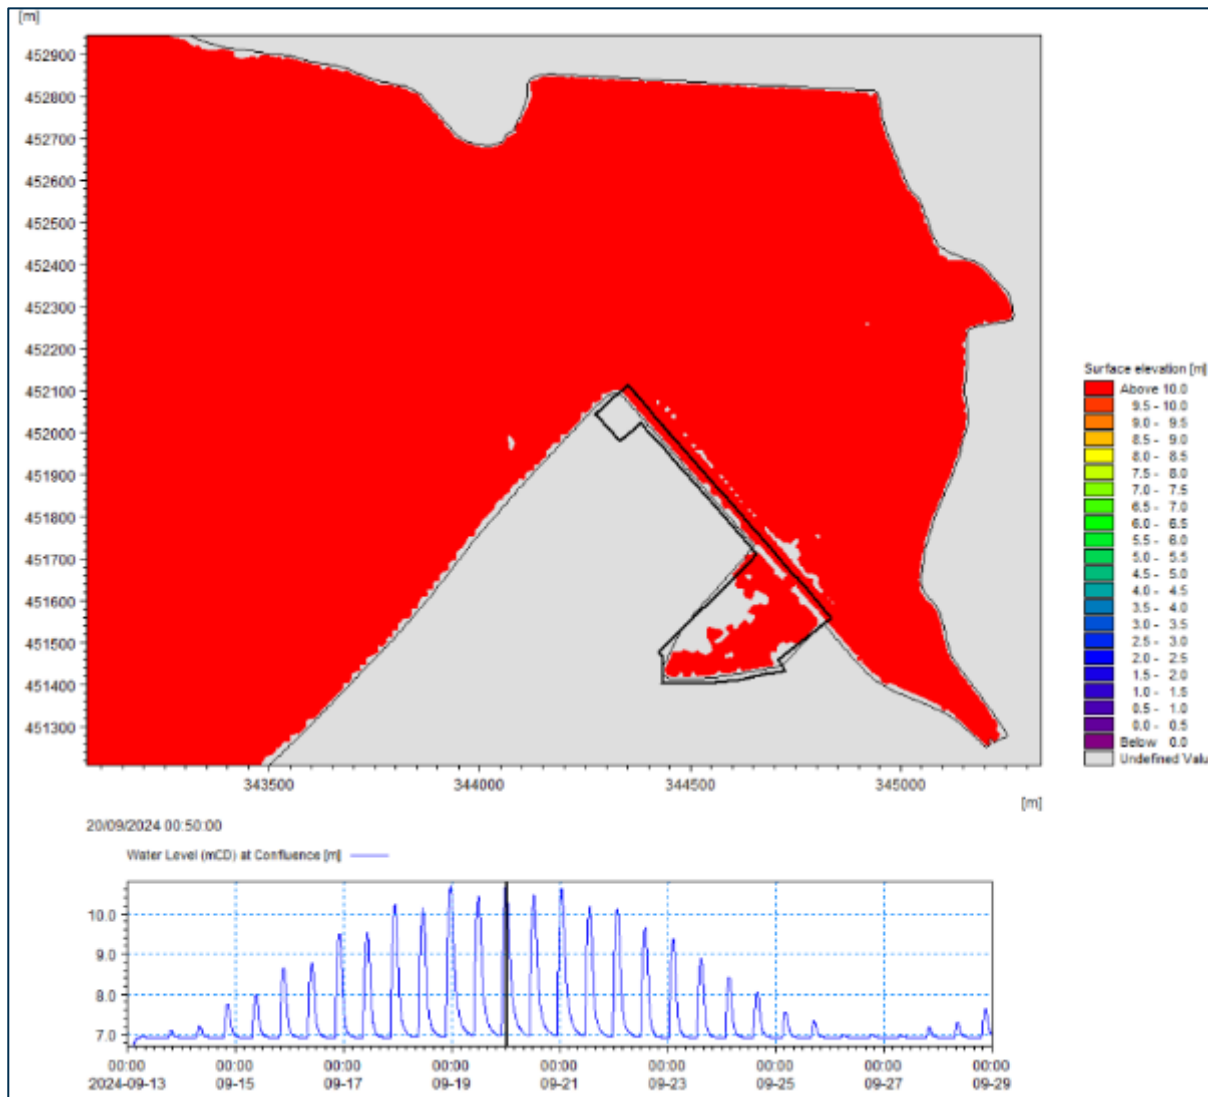 [m]
452900
452800
452700
452600
452500
452400
452300
452200
452100
452000
451900
451800
451700
451600
451500
451400
451300
343500 344000 344500 345000
[m]
Surface elevation [m]
Above 10.0
9.5 - 10.0
9.0 - 9.5
8.5 - 9.0
8.0 - 8.5
7.5 - 8.0
7.0 - 7.5
6.5 - 7.0
6.0 - 6.5
5.5 - 6.0
5.0 - 5.5
4.5 - 5.0
4.0 - 4.5
3.5 - 4.0
3.0 - 3.5
2.5 - 3.0
2.0 - 2.5
1.5 - 2.0
1.0 - 1.5
0.5 - 1.0
0.0 - 0.5
Below 0.0
Undefined Valu
20/09/2024 00:50:00
Water Level (mCD) at Confluence [m]
10.0
9.0
8.0
7.0
00:00 00:00 00:00 00:00 00:00 00:00 00:00 00:00 00:00
2024-09-13 09-15 09-17 09-19 09-21 09-23 09-25 09-27 09-29